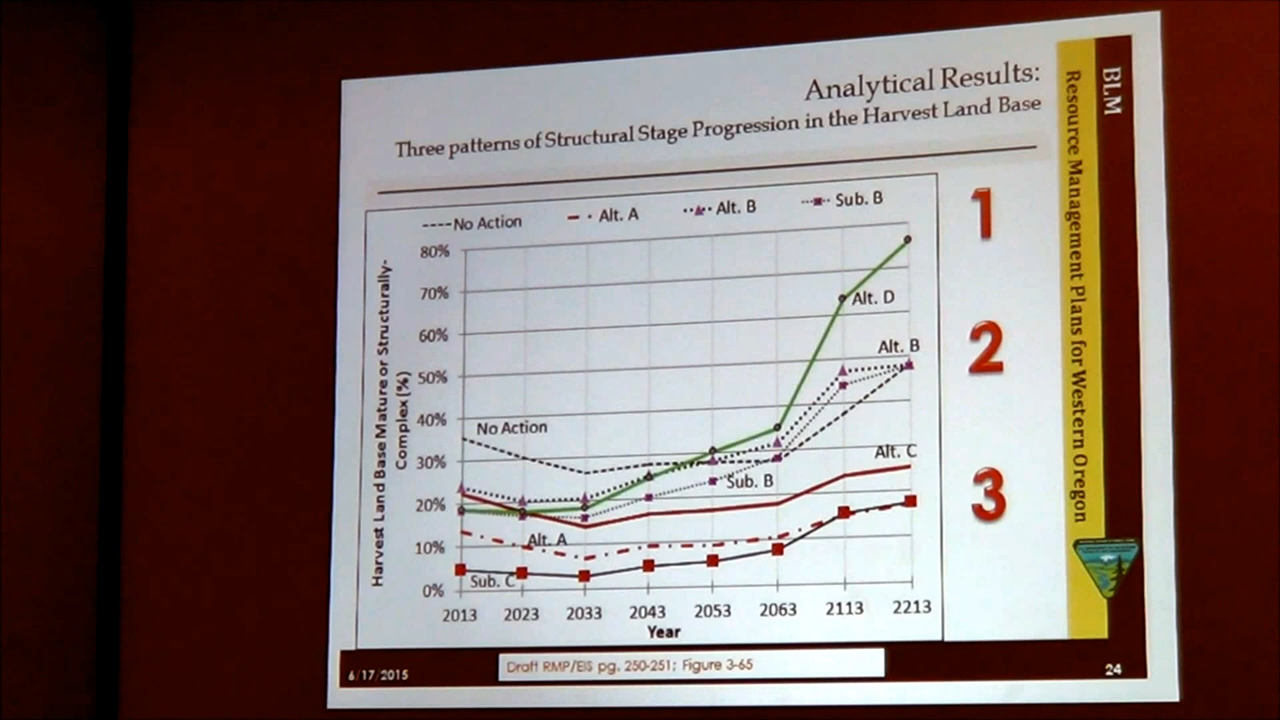 Analytical Results:
Three patterns of Structural Stage Progression in the Harvest Land Base
BLM
Resource Management Plans for Western Oregon
No Action Alt. A Alt. B Sub. B
Harvest Land Base Mature or Structurally-
Complex (%)
80%
70%
60%
50%
40%
30%
20%
10%
0%
Alt. D
Alt. B
No Action
Alt. C
Sub. B
Alt. A
Sub. C
2013 2023 2033 2043 2053 2063 2113 2213
Year
1
2
3
6/17/2015
Draft RMP/EIS pg. 250-251; Figure 3-65
24